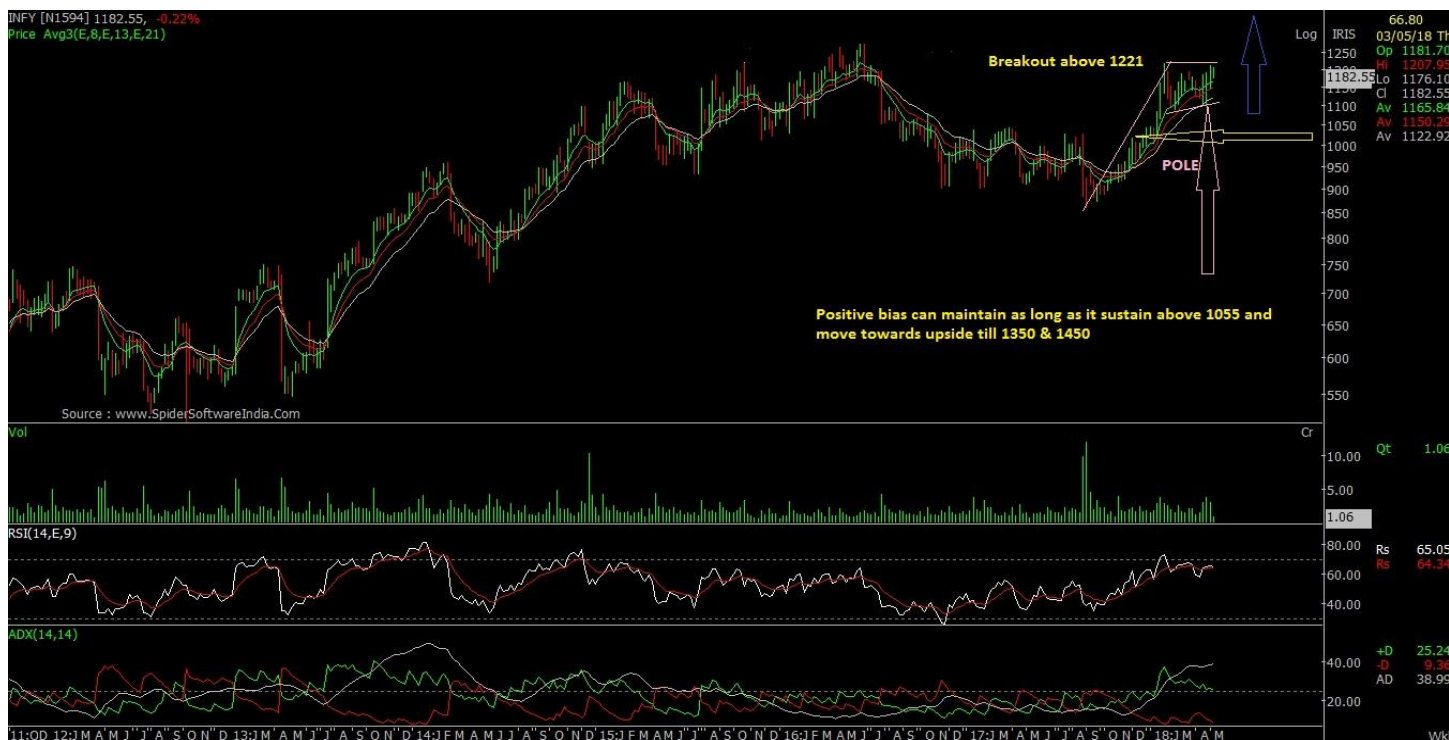 INFY [N1594] 1182.55, -0.22%
Price Avg3(E,8,E,13,E,21)
Log
IRIS
66.80
03/05/18 Th
Op 1181.70
Hi 1207.95
Lo 1176.10
Cl 1182.55
Av 1165.84
Av 1150.29
Av 1122.92
1250
1200
1182.55
1150
1100
1050
1000
950
900
850
800
750
700
650
600
550
Breakout above 1221
POLE
Positive bias can maintain as long as it sustain above 1055 and
move towards upside till 1350 & 1450
Source : www.SpiderSoftwareIndia.Com
Vol
Cr
10.00
5.00
1.06
Qt 1.06
RSI(14,E,9)
80.00
60.00
40.00
Rs 65.05
Rs 64.34
ADX(14,14)
40.00
20.00
+D 25.24
-D 9.36
AD 38.99
Wk